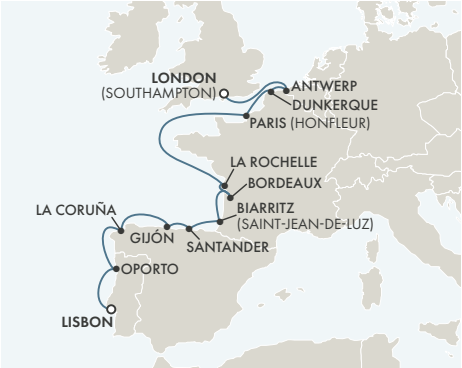 LONDON
(SOUTHAMPTON)
ANTWERP
DUNKERQUE
PARIS (HONFLEUR)
LA ROCHELLE
BORDEAUX
BIARRITZ
(SAINT-JEAN-DE-LUZ)
LA CORUÑA
GIJÓN
SANTANDER
OPORTO
LISBON